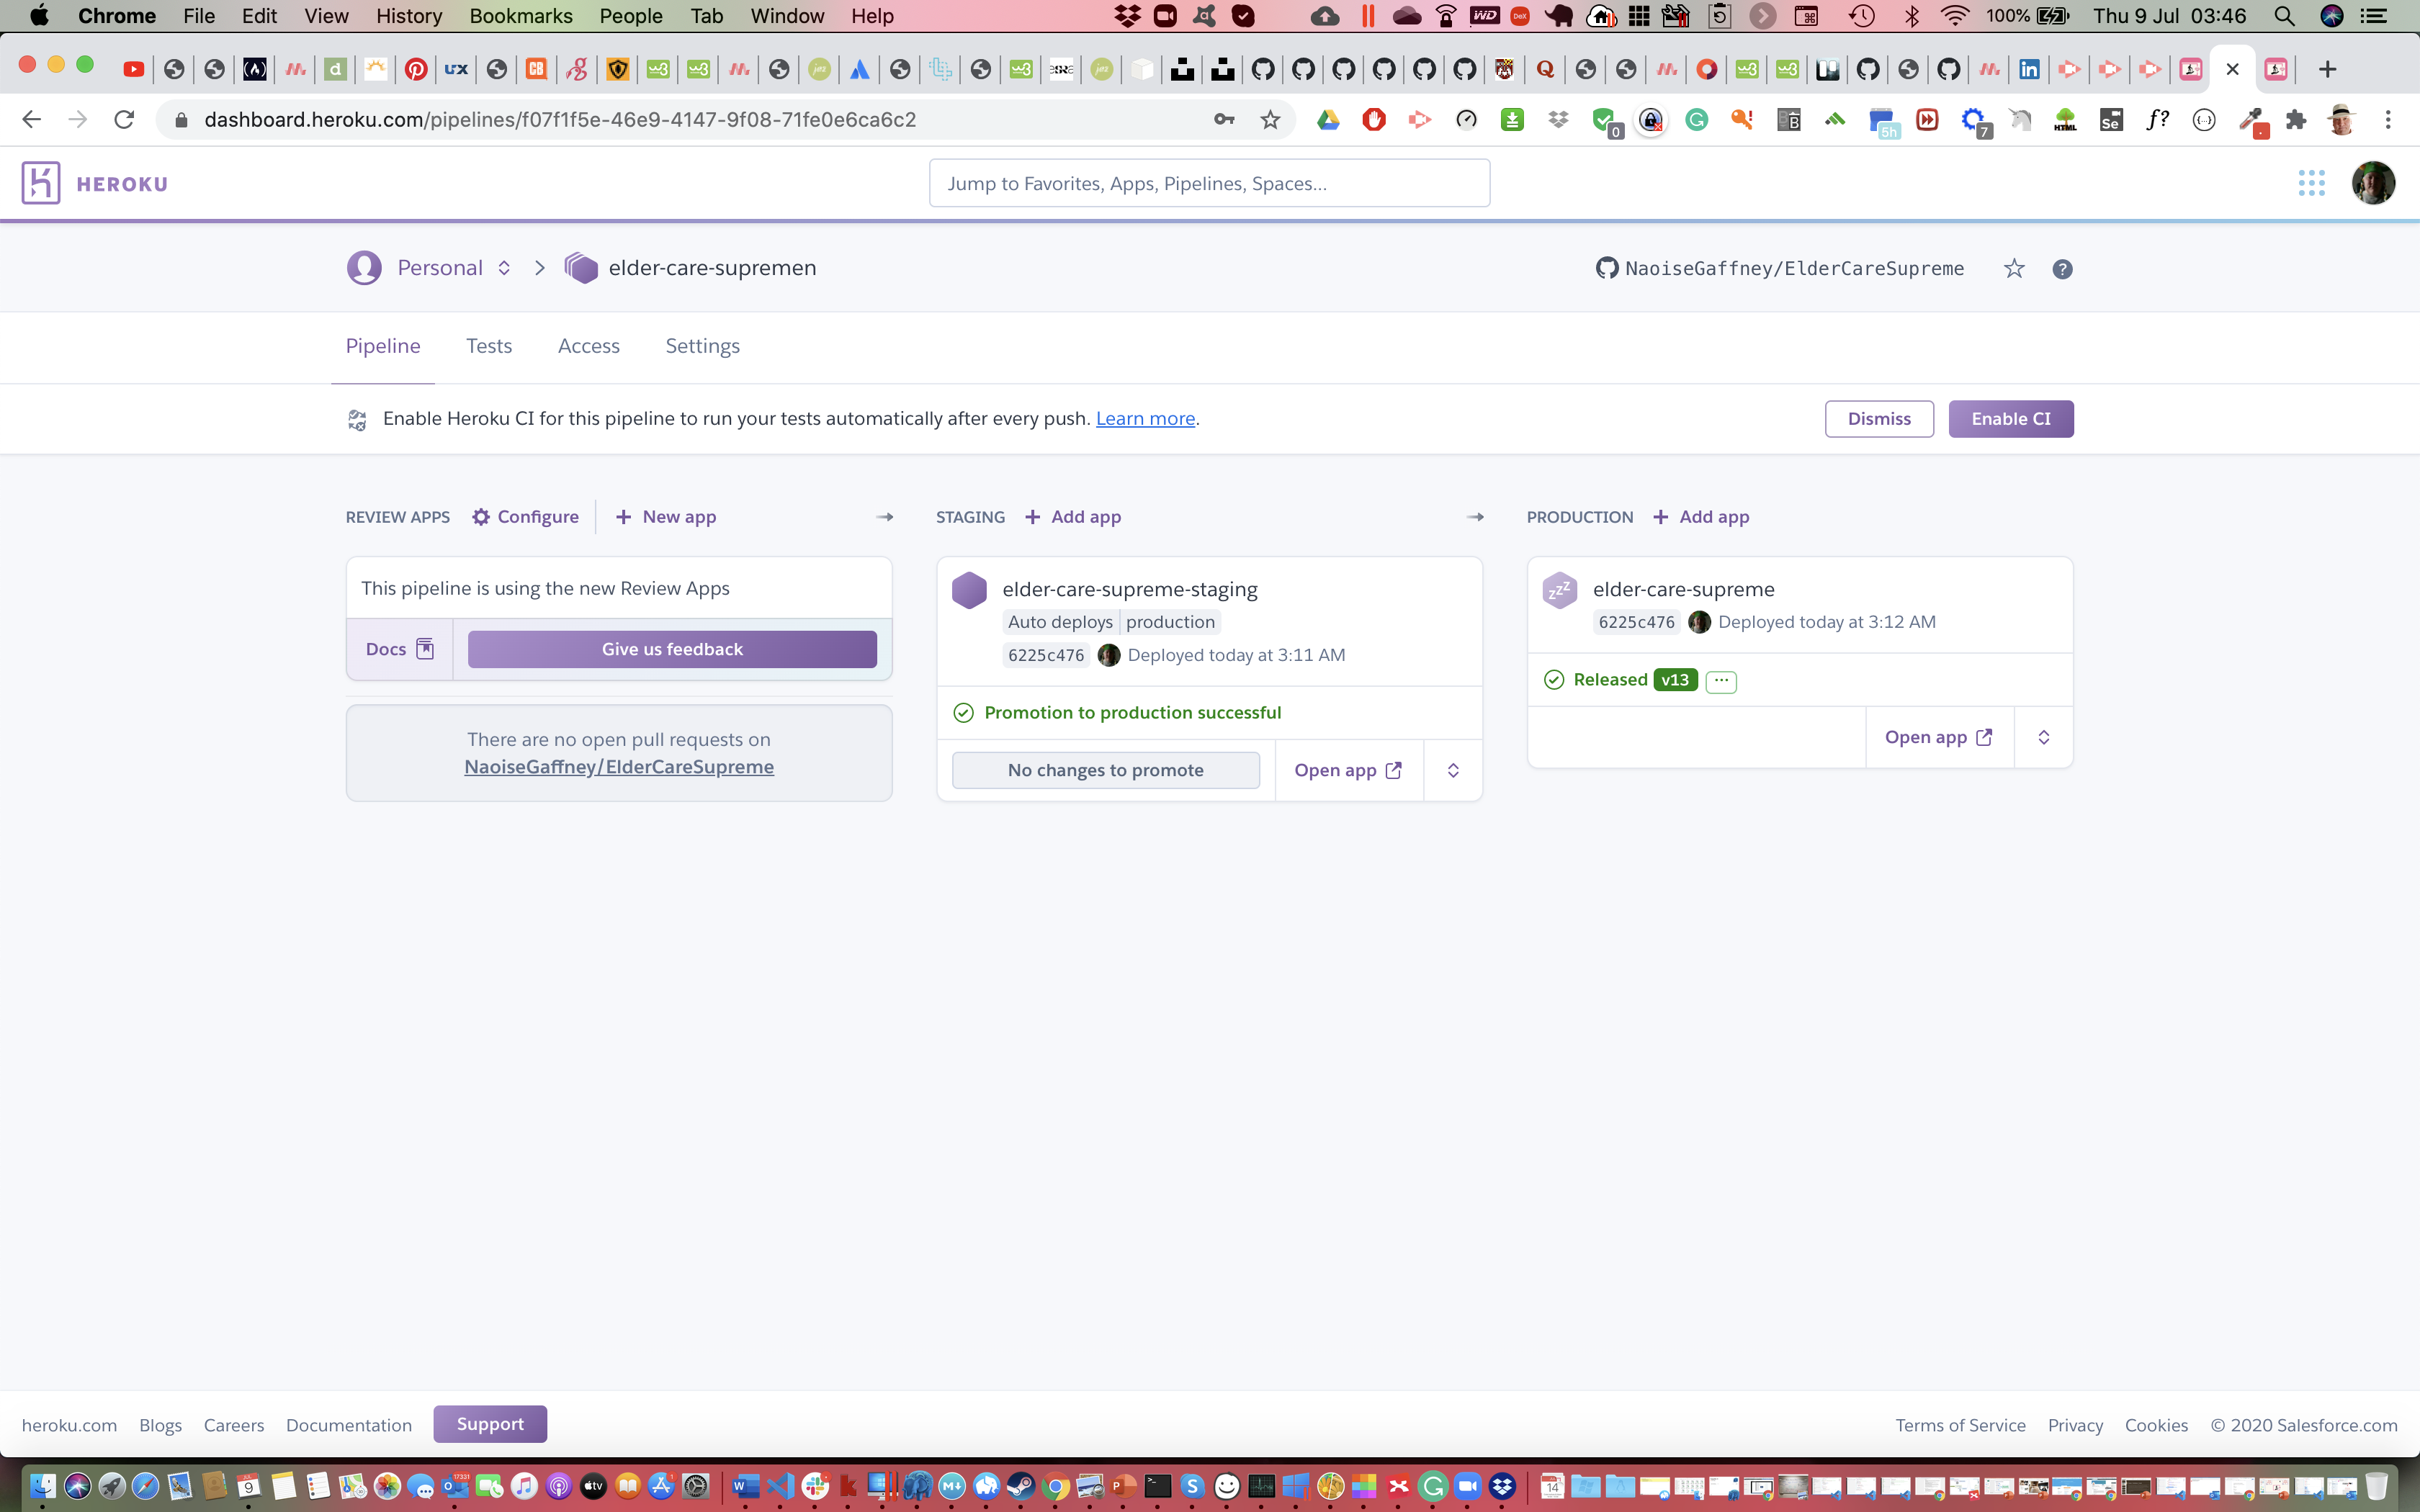 Chrome File Edit View History Bookmarks People Tab Window Help 100% Thu 9 Jul 03:46
dashboard.heroku.com/pipelines/f07f1f5e-46e9-4147-9f08-71fe0e6ca6c2
HEROKU
Jump to Favorites, Apps, Pipelines, Spaces...
Personal elder-care-supremen NaoiseGaffney/ElderCareSupreme
Pipeline Tests Access Settings
Enable Heroku CI for this pipeline to run your tests automatically after every push. Learn more.
Dismiss Enable CI
REVIEW APPS Configure + New app
This pipeline is using the new Review Apps
Docs Give us feedback
There are no open pull requests on
NaoiseGaffney/ElderCareSupreme
STAGING + Add app
elder-care-supreme-staging
Auto deploys production
6225c476 Deployed today at 3:11 AM
Promotion to production successful
No changes to promote Open app
PRODUCTION + Add app
elder-care-supreme
6225c476 Deployed today at 3:12 AM
Released v13 ...
Open app
heroku.com Blogs Careers Documentation Support
Terms of Service Privacy Cookies © 2020 Salesforce.com